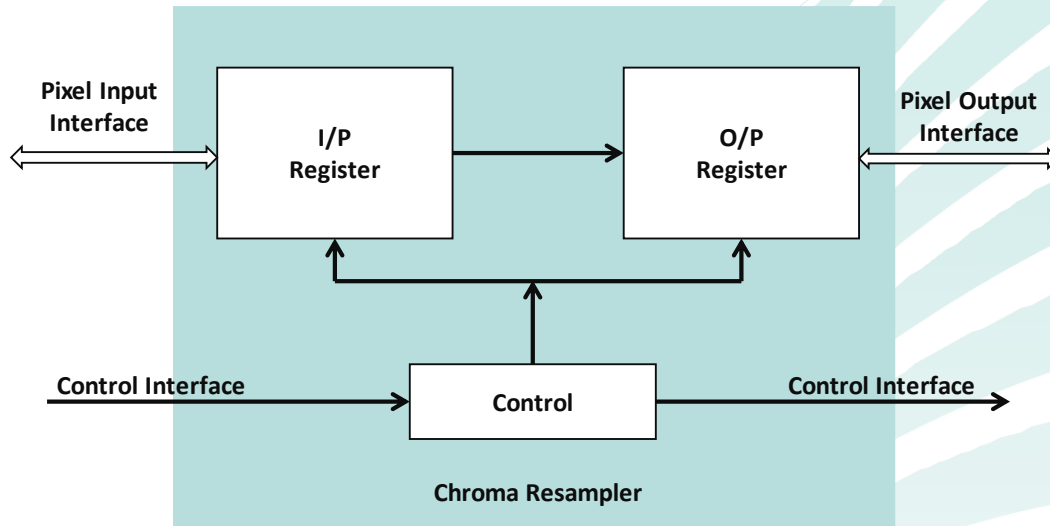 Pixel Input
Interface
I/P
Register
O/P
Register
Pixel Output
Interface
Control Interface
Control
Control Interface
Chroma Resampler